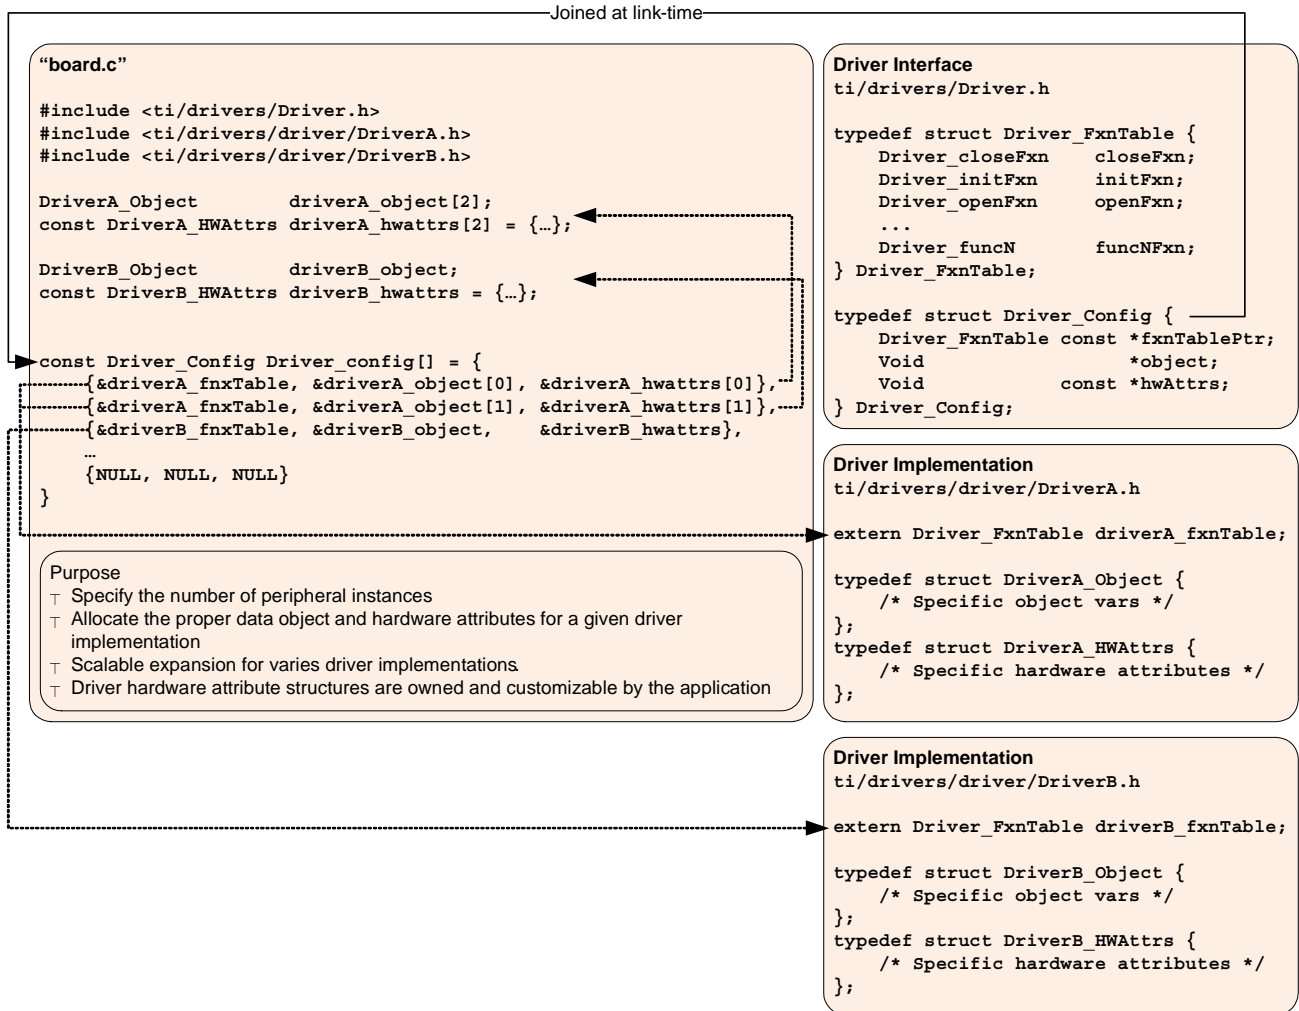 Joined at link-time
“board.c”
#include <ti/drivers/Driver.h>
#include <ti/drivers/driver/DriverA.h>
#include <ti/drivers/driver/DriverB.h>
DriverA_Object driverA_object[2];
const DriverA_HWAttrs driverA_hwattrs[2] = {…};
DriverB_Object driverB_object;
const DriverB_HWAttrs driverB_hwattrs = {…};
const Driver_Config Driver_config[] = {
{&driverA_fnxTable, &driverA_object[0], &driverA_hwattrs[0]},
{&driverA_fnxTable, &driverA_object[1], &driverA_hwattrs[1]},
{&driverB_fnxTable, &driverB_object, &driverB_hwattrs},
…
{NULL, NULL, NULL}
}
Purpose
┬ Specify the number of peripheral instances
┬ Allocate the proper data object and hardware attributes for a given driver
implementation
┬ Scalable expansion for varies driver implementations.
┬ Driver hardware attribute structures are owned and customizable by the application
Driver Interface
ti/drivers/Driver.h
typedef struct Driver_FxnTable {
Driver_closeFxn closeFxn;
Driver_initFxn initFxn;
Driver_openFxn openFxn;
...
Driver_funcN funcNFxn;
} Driver_FxnTable;
typedef struct Driver_Config {
Driver_FxnTable const *fxnTablePtr;
Void *object;
Void const *hwAttrs;
} Driver_Config;
Driver Implementation
ti/drivers/driver/DriverA.h
extern Driver_FxnTable driverA_fxnTable;
typedef struct DriverA_Object {
/* Specific object vars */
};
typedef struct DriverA_HWAttrs {
/* Specific hardware attributes */
};
Driver Implementation
ti/drivers/driver/DriverB.h
extern Driver_FxnTable driverB_fxnTable;
typedef struct DriverB_Object {
/* Specific object vars */
};
typedef struct DriverB_HWAttrs {
/* Specific hardware attributes */
};